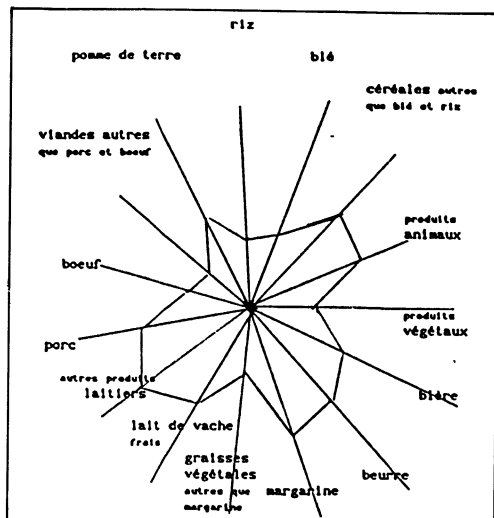 riz
pomme de terre
blé
céréales autres
que blé et riz
viandes autres
que porc et boeuf
produits
animaux
boeuf
produits
végétaux
porc
autres produits
laitiers
bière
lait de vache
frais
graisses
végétales
autres que
margarine
margarine
beurre